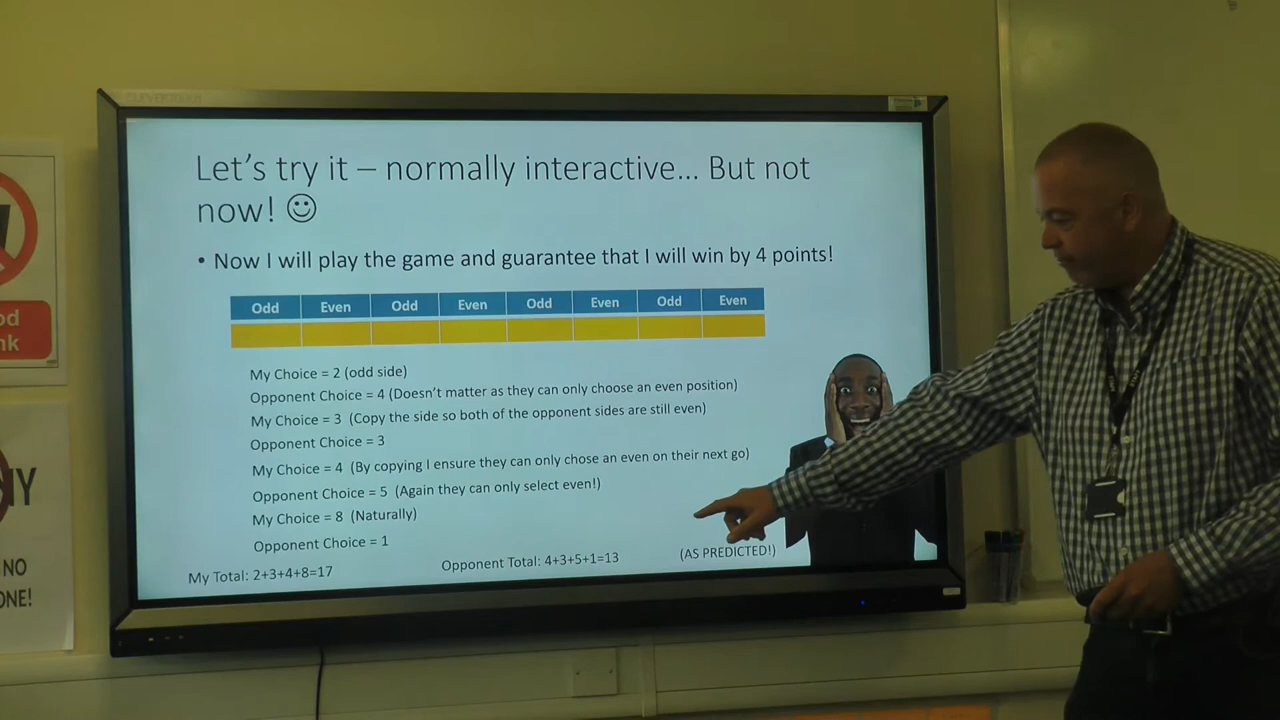 CLEVERTOUCH
Let's try it – normally interactive... But not
now! ☺
• Now I will play the game and guarantee that I will win by 4 points!
Odd Even Odd Even Odd Even Odd Even
My Choice = 2 (odd side)
Opponent Choice = 4 (Doesn't matter as they can only choose an even position)
My Choice = 3 (Copy the side so both of the opponent sides are still even)
Opponent Choice = 3
My Choice = 4 (By copying I ensure they can only chose an even on their next go)
Opponent Choice = 5 (Again they can only select even!)
My Choice = 8 (Naturally)
Opponent Choice = 1
My Total: 2+3+4+8=17
Opponent Total: 4+3+5+1=13
(AS PREDICTED!)
od
nk
NY
NO
ONE!